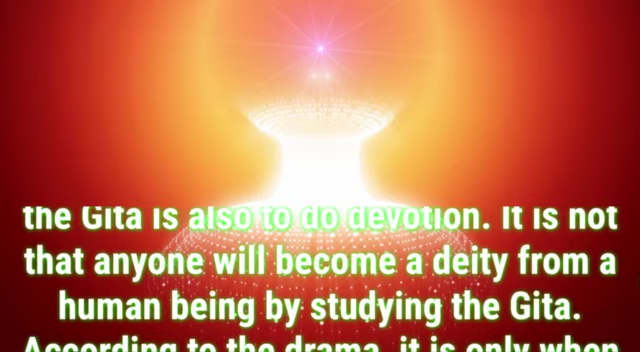 the Gita is also to do devotion. It is not
that anyone will become a deity from a
human being by studying the Gita.
According to the drama, it is only when